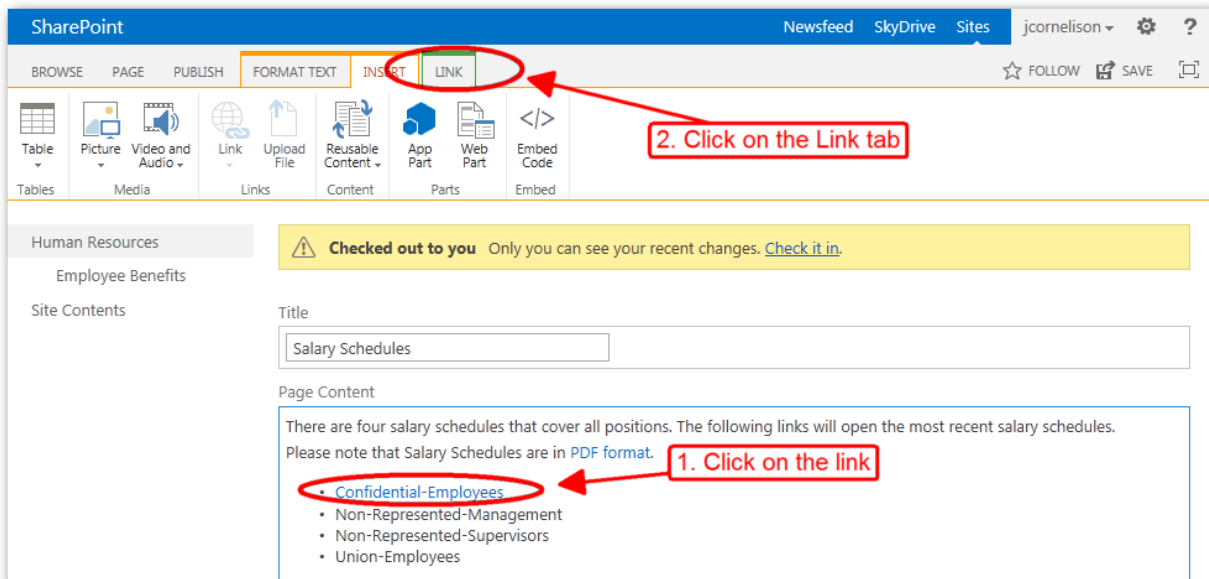 SharePoint Newsfeed SkyDrive Sites jcornelison ?
BROWSE PAGE PUBLISH FORMAT TEXT INSERT LINK FOLLOW SAVE
2. Click on the Link tab
Table Picture Video and Audio Link Upload File Reusable Content App Part Web Part </> Embed Code
Tables Media Links Content Parts Embed
Human Resources
Employee Benefits
Site Contents
Checked out to you Only you can see your recent changes. Check it in.
Title
Salary Schedules
Page Content
There are four salary schedules that cover all positions. The following links will open the most recent salary schedules.
Please note that Salary Schedules are in PDF format.
1. Click on the link
• Confidential-Employees
• Non-Represented-Management
• Non-Represented-Supervisors
• Union-Employees